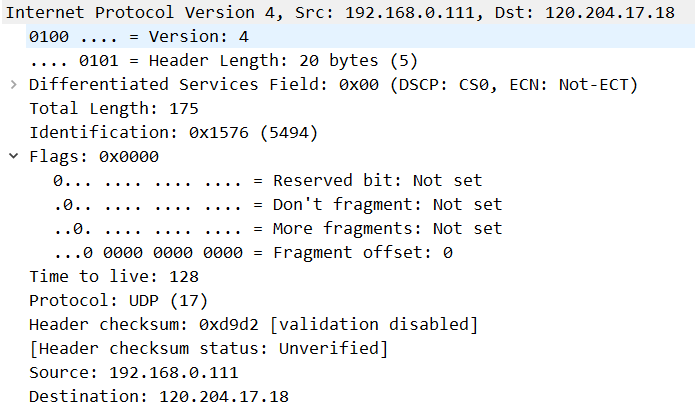 Internet Protocol Version 4, Src: 192.168.0.111, Dst: 120.204.17.18
0100 .... = Version: 4
.... 0101 = Header Length: 20 bytes (5)
Differentiated Services Field: 0x00 (DSCP: CS0, ECN: Not-ECT)
Total Length: 175
Identification: 0x1576 (5494)
Flags: 0x0000
0... .... .... .... = Reserved bit: Not set
.0.. .... .... .... = Don't fragment: Not set
..0. .... .... .... = More fragments: Not set
...0 0000 0000 0000 = Fragment offset: 0
Time to live: 128
Protocol: UDP (17)
Header checksum: 0xd9d2 [validation disabled]
[Header checksum status: Unverified]
Source: 192.168.0.111
Destination: 120.204.17.18